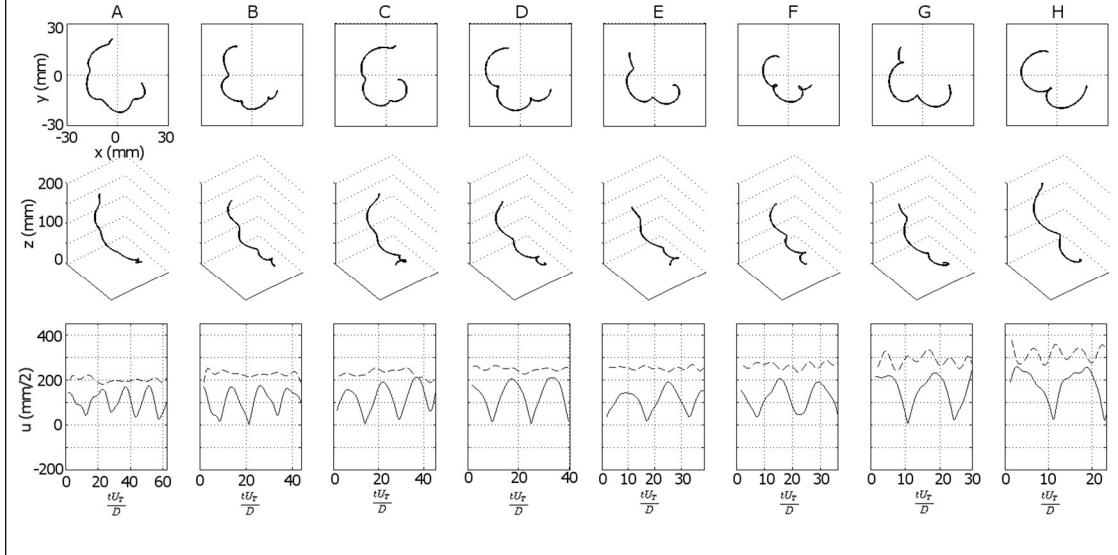 A B C D E F G H
30
0
-30
y (mm)
-30 0 30
x (mm)
200
100
0
z (mm)
400
200
0
-200
u (mm/2)
0 20 40 60 0 20 40 0 20 40 0 20 40 0 10 20 30 0 10 20 30 0 10 20 30 0 10 20
tU_T/D tU_T/D tU_T/D tU_T/D tU_T/D tU_T/D tU_T/D tU_T/D